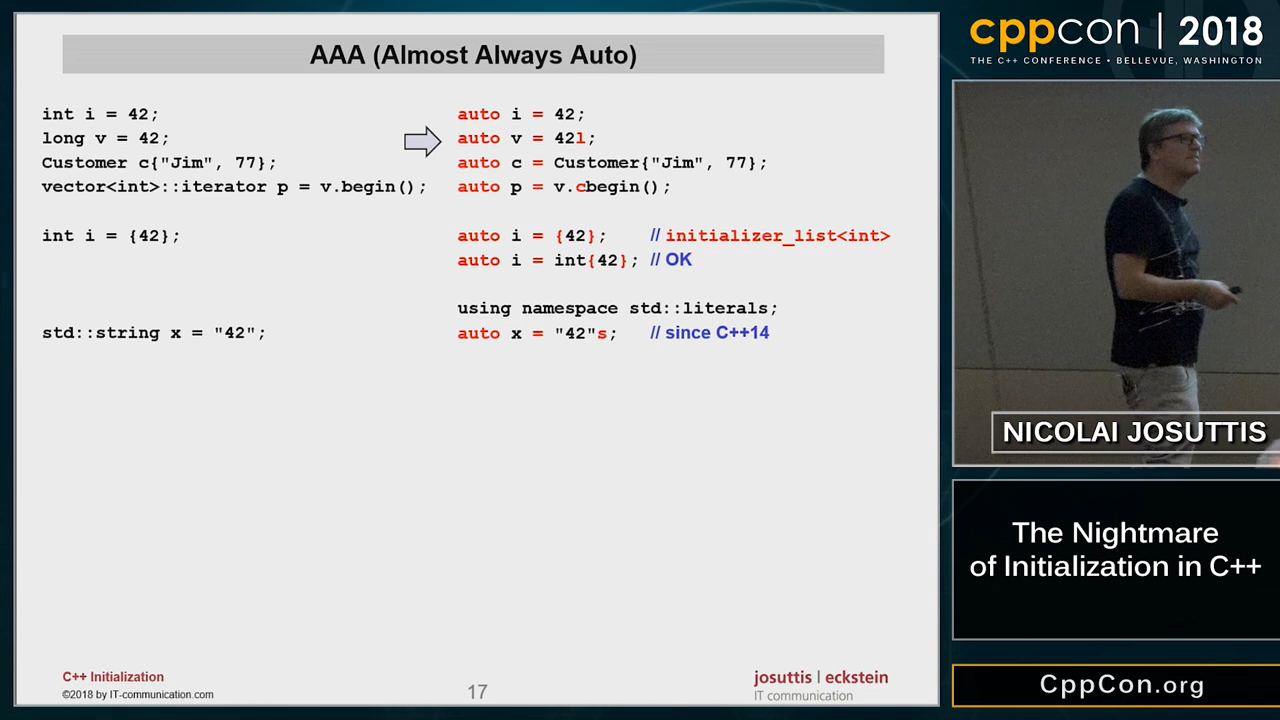 AAA (Almost Always Auto)
int i = 42;
long v = 42;
Customer c{"Jim", 77};
vector<int>::iterator p = v.begin();
int i = {42};
std::string x = "42";
auto i = 42;
auto v = 42l;
auto c = Customer{"Jim", 77};
auto p = v.cbegin();
auto i = {42}; // initializer_list<int>
auto i = int{42}; // OK
using namespace std::literals;
auto x = "42"s; // since C++14
C++ Initialization
©2018 by IT-communication.com
17
josuttis | eckstein
IT communication
cppcon | 2018
THE C++ CONFERENCE • BELLEVUE, WASHINGTON
NICOLAI JOSUTTIS
The Nightmare
of Initialization in C++
CppCon.org